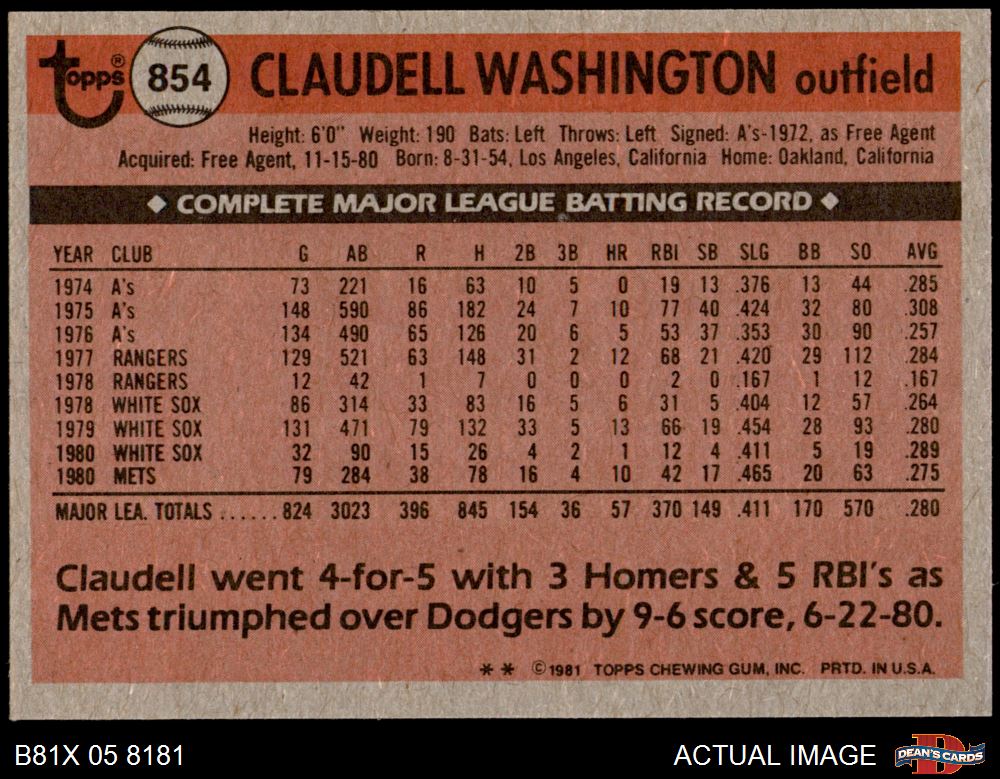 Topps® 854 CLAUDELL WASHINGTON outfield
Height: 6'0" Weight: 190 Bats: Left Throws: Left Signed: A's-1972, as Free Agent
Acquired: Free Agent, 11-15-80 Born: 8-31-54, Los Angeles, California Home: Oakland, California
◆ COMPLETE MAJOR LEAGUE BATTING RECORD ◆
YEAR CLUB G AB R H 2B 3B HR RBI SB SLG BB SO AVG
1974 A's 73 221 16 63 10 5 0 19 13 .376 13 44 .285
1975 A's 148 590 86 182 24 7 10 77 40 .424 32 80 .308
1976 A's 134 490 65 126 20 6 5 53 37 .353 30 90 .257
1977 RANGERS 129 521 63 148 31 2 12 68 21 .420 29 112 .284
1978 RANGERS 12 42 1 7 0 0 0 2 0 .167 1 12 .167
1978 WHITE SOX 86 314 33 83 16 5 6 31 5 .404 12 57 .264
1979 WHITE SOX 131 471 79 132 33 5 13 66 19 .454 28 93 .280
1980 WHITE SOX 32 90 15 26 4 2 1 12 4 .411 5 19 .289
1980 METS 79 284 38 78 16 4 10 42 17 .465 20 63 .275
MAJOR LEA. TOTALS ......824 3023 396 845 154 36 57 370 149 .411 170 570 .280
Claudell went 4-for-5 with 3 Homers & 5 RBI's as
Mets triumphed over Dodgers by 9-6 score, 6-22-80.
** ©1981 TOPPS CHEWING GUM, INC. PRTD. IN U.S.A.
B81X 05 8181 ACTUAL IMAGE DEAN'S CARDS